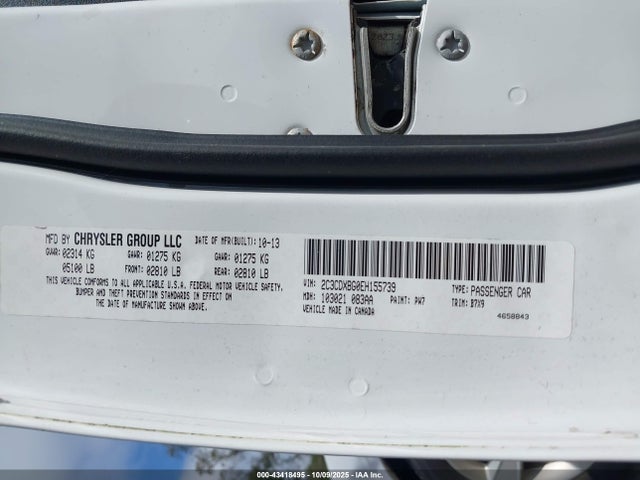 MFD BY CHRYSLER GROUP LLC DATE OF MFR(BUILT): 10-13
GVWR: 02314 KG GAWR: 01275 KG GAWR: 01275 KG
05100 LB FRONT: 02810 LB REAR: 02810 LB
THIS VEHICLE CONFORMS TO ALL APPLICABLE U.S.A. FEDERAL MOTOR VEHICLE SAFETY,
BUMPER AND THEFT PREVENTION STANDARDS IN EFFECT ON
THE DATE OF MANUFACTURE SHOWN ABOVE.
VIN: 2C3CDXBG0EH155739 TYPE: PASSENGER CAR
MDH: 103021 083AA PAINT: PW7 TRIM: B7X9
VEHICLE MADE IN CANADA
4658843
000-43418495 - 10/09/2025 - © IAA, Inc.